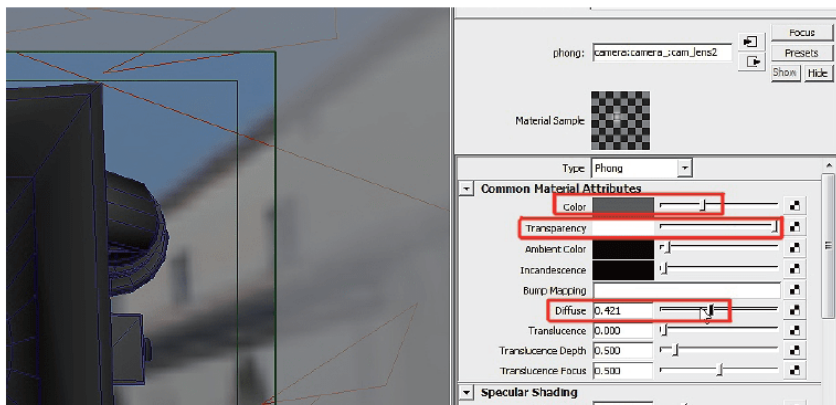 Focus
phong: camera:camera_:cam_lens2
Presets
Show Hide
Material Sample
Type Phong
Common Material Attributes
Color
Transparency
Ambient Color
Incandescence
Bump Mapping
Diffuse 0.421
Translucence 0.000
Translucence Depth 0.500
Translucence Focus 0.500
Specular Shading